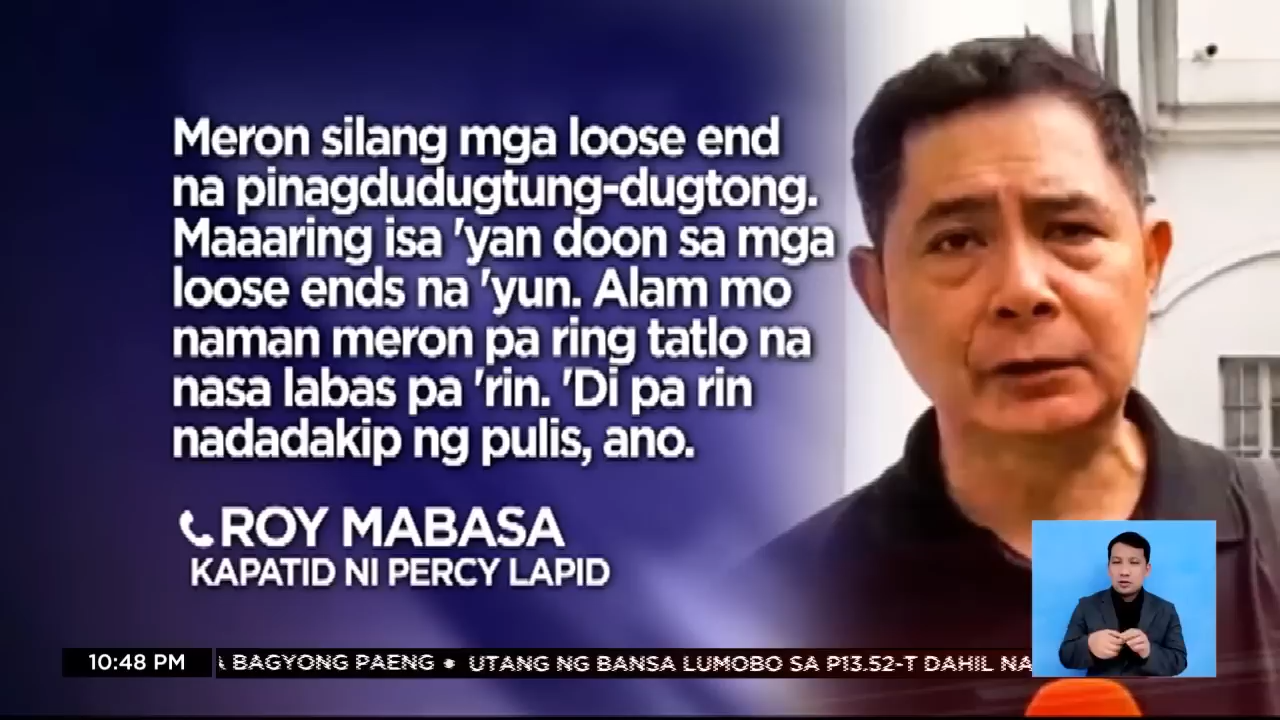 Meron silang mga loose end
na pinagdudugtung-dugtong.
Maaaring isa 'yan doon sa mga
loose ends na 'yun. Alam mo
naman meron pa ring tatlo na
nasa labas pa 'rin. 'Di pa rin
nadadakip ng pulis, ano.
ROY MABASA
KAPATID NI PERCY LAPID
10:48 PM BAGYONG PAENG • UTANG NG BANSA LUMOBO SA P13.52-T DAHIL NA